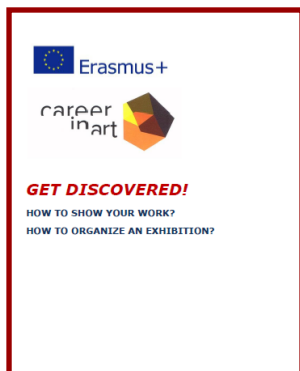 Erasmus+
career
in art
GET DISCOVERED!
HOW TO SHOW YOUR WORK?
HOW TO ORGANIZE AN EXHIBITION?